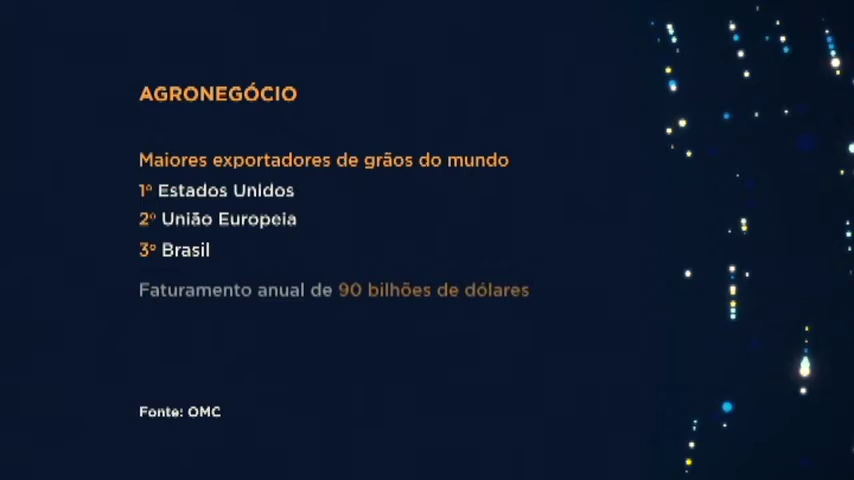 AGRONEGÓCIO
Maiores exportadores de grãos do mundo
1º Estados Unidos
2º União Europeia
3º Brasil
Faturamento anual de 90 bilhões de dólares
Fonte: OMC